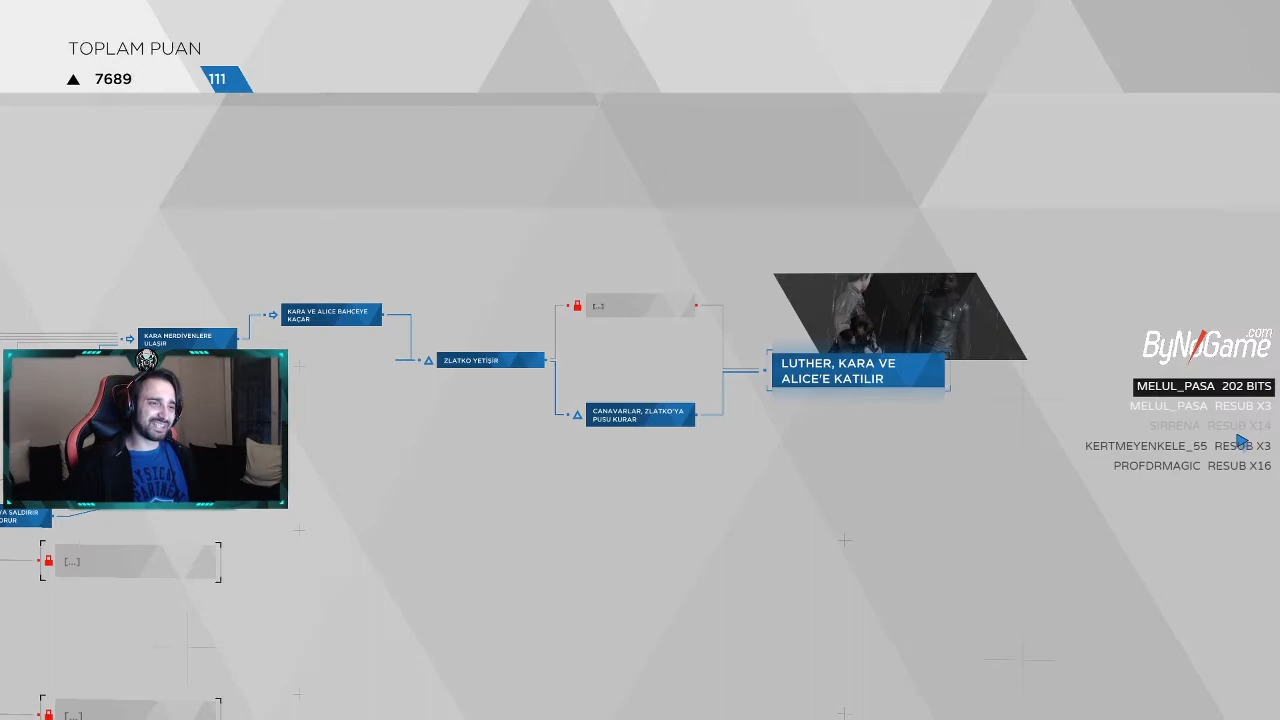 TOPLAM PUAN
7689
111
KARA VE ALICE BAHÇEYE
KAÇAR
KARA MERDİVENLERE
ULAŞIR
ZLATKO YETİŞİR
[...]
CANAVARLAR, ZLATKO'YA
PUSU KURAR
LUTHER, KARA VE
ALICE'E KATILIR
ByNoGame.com
MELUL_PASA 202 BITS
MELUL_PASA RESUB X3
SIRRENA RESUB X14
KERTMEYENKELE_55 RESUB X3
PROFDRMAGIC RESUB X16
YA SALDIRIR
[...]
[...]